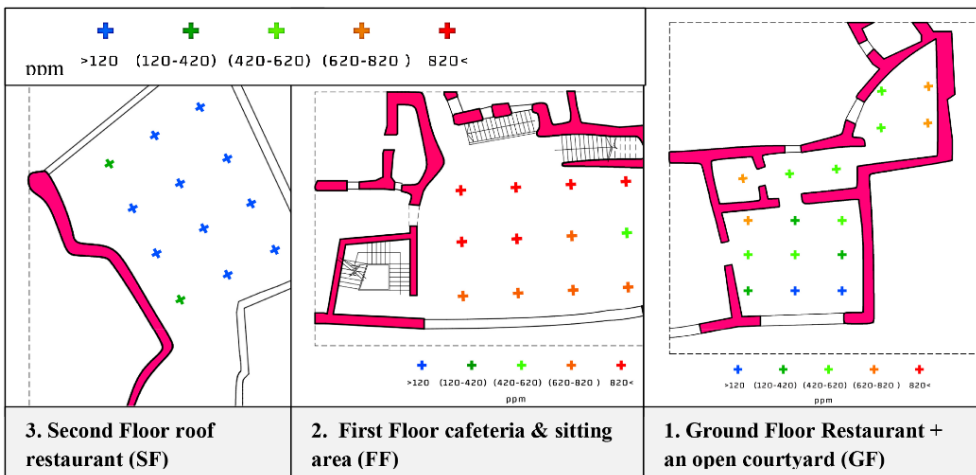 >120 (120-420) (420-620) (620-820 ) 820<
ppm
>120 (120-420) (420-620) (620-820 ) 820<
ppm
>120 (120-420) (420-620) (620-820 ) 820<
ppm
3. Second Floor roof
restaurant (SF)
2. First Floor cafeteria & sitting
area (FF)
1. Ground Floor Restaurant +
an open courtyard (GF)